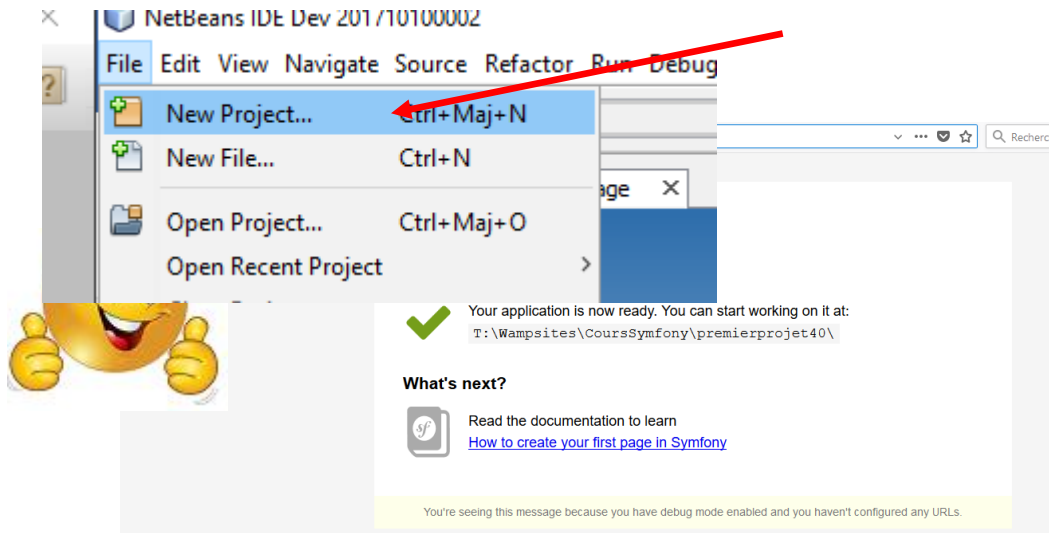 NetBeans IDE Dev 201710100002
File Edit View Navigate Source Refactor Run Debug
New Project... Ctrl+Maj+N
New File... Ctrl+N
Open Project... Ctrl+Maj+O
Open Recent Project
Recherc
Your application is now ready. You can start working on it at:
T:\Wampsites\CoursSymfony\premierprojet40\
What's next?
sf
Read the documentation to learn
How to create your first page in Symfony
You're seeing this message because you have debug mode enabled and you haven't configured any URLs.